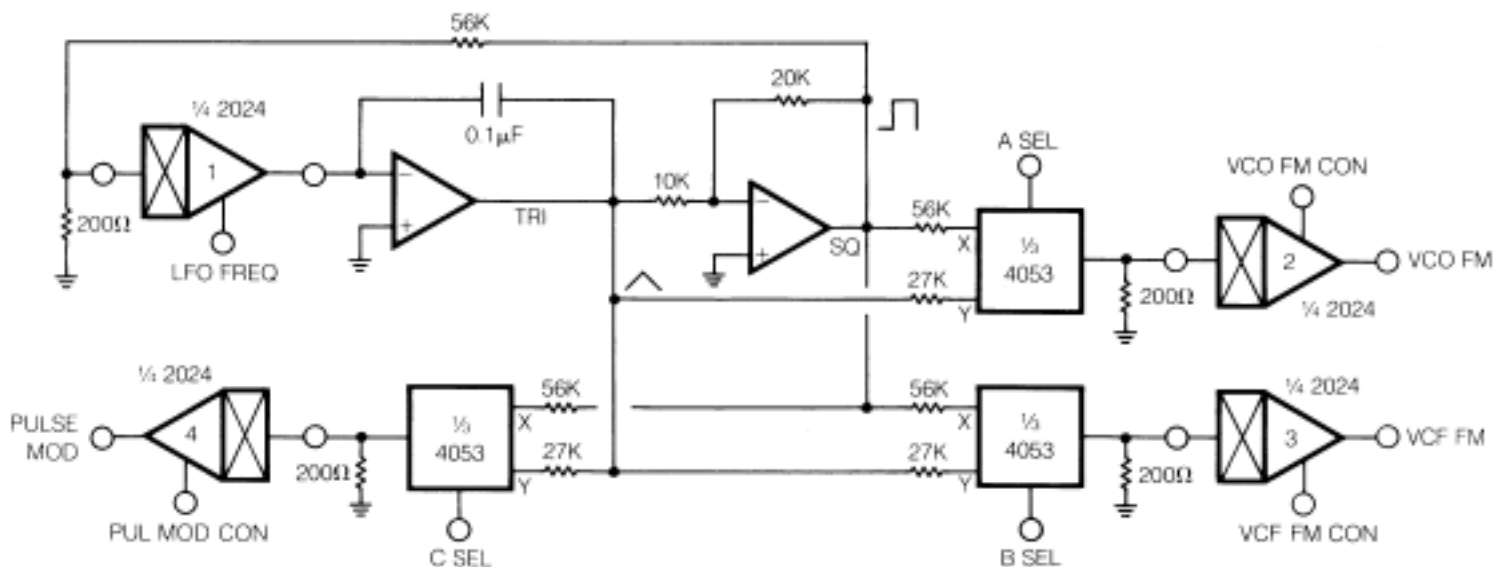 56K
20K
¼ 2024
0.1µF
A SEL
VCO FM CON
1
−
10K
−
56K
⅓
4053
X
2
VCO FM
+
TRI
+
SQ
200Ω
LFO FREQ
27K
Y
200Ω
¼ 2024
¼ 2024
56K
56K
¼ 2024
PULSE
MOD
4
⅓
4053
X
X
⅓
4053
3
VCF FM
200Ω
27K
Y
27K
Y
200Ω
PUL MOD CON
C SEL
B SEL
VCF FM CON